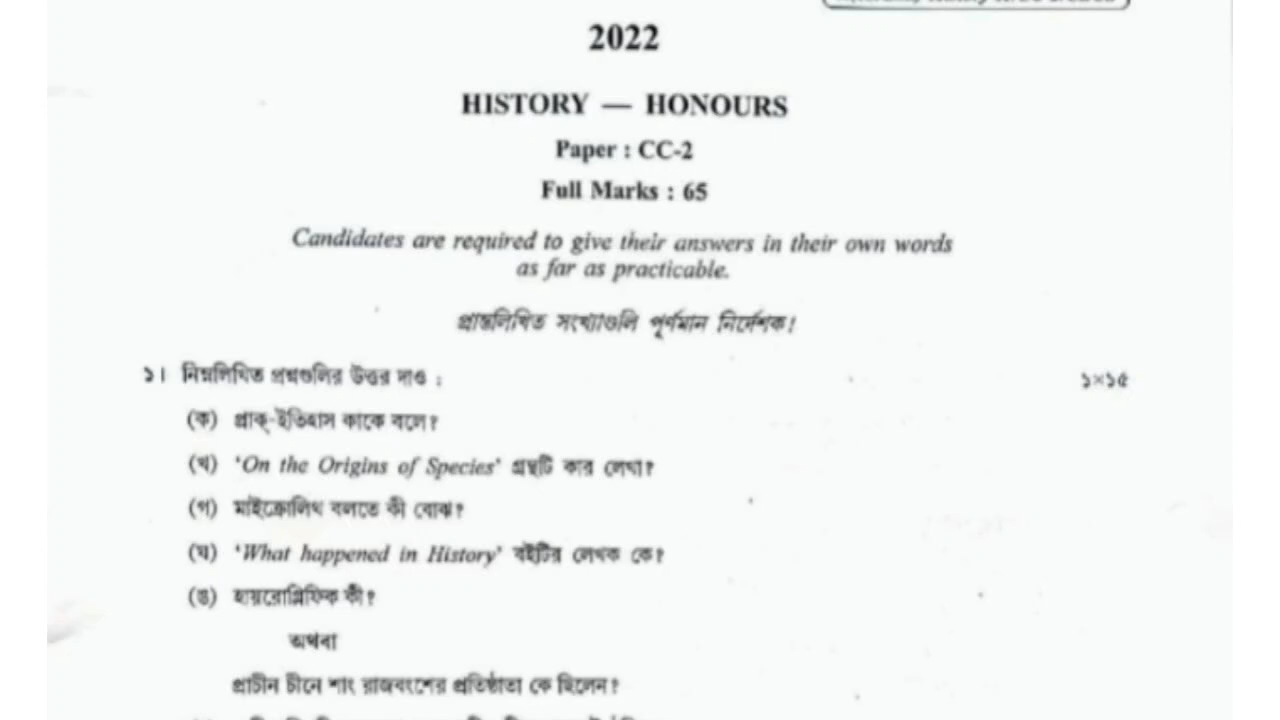 2022
HISTORY — HONOURS
Paper : CC-2
Full Marks : 65
Candidates are required to give their answers in their own words
as far as practicable.
প্রান্তলিখিত সংখ্যাগুলি পূর্ণমান নির্দেশক।
১। নিম্নলিখিত প্রশ্নগুলির উত্তর দাও : ১×১৫
(ক) প্রাক্-ইতিহাস কাকে বলে?
(খ) ‘On the Origins of Species’ গ্রন্থটি কার লেখা?
(গ) মাইক্রোলিথ বলতে কী বোঝ?
(ঘ) ‘What happened in History’ বইটির লেখক কে?
(ঙ) হায়রোগ্লিফিক কী?
অথবা
প্রাচীন চীনে শাং রাজবংশের প্রতিষ্ঠাতা কে ছিলেন?